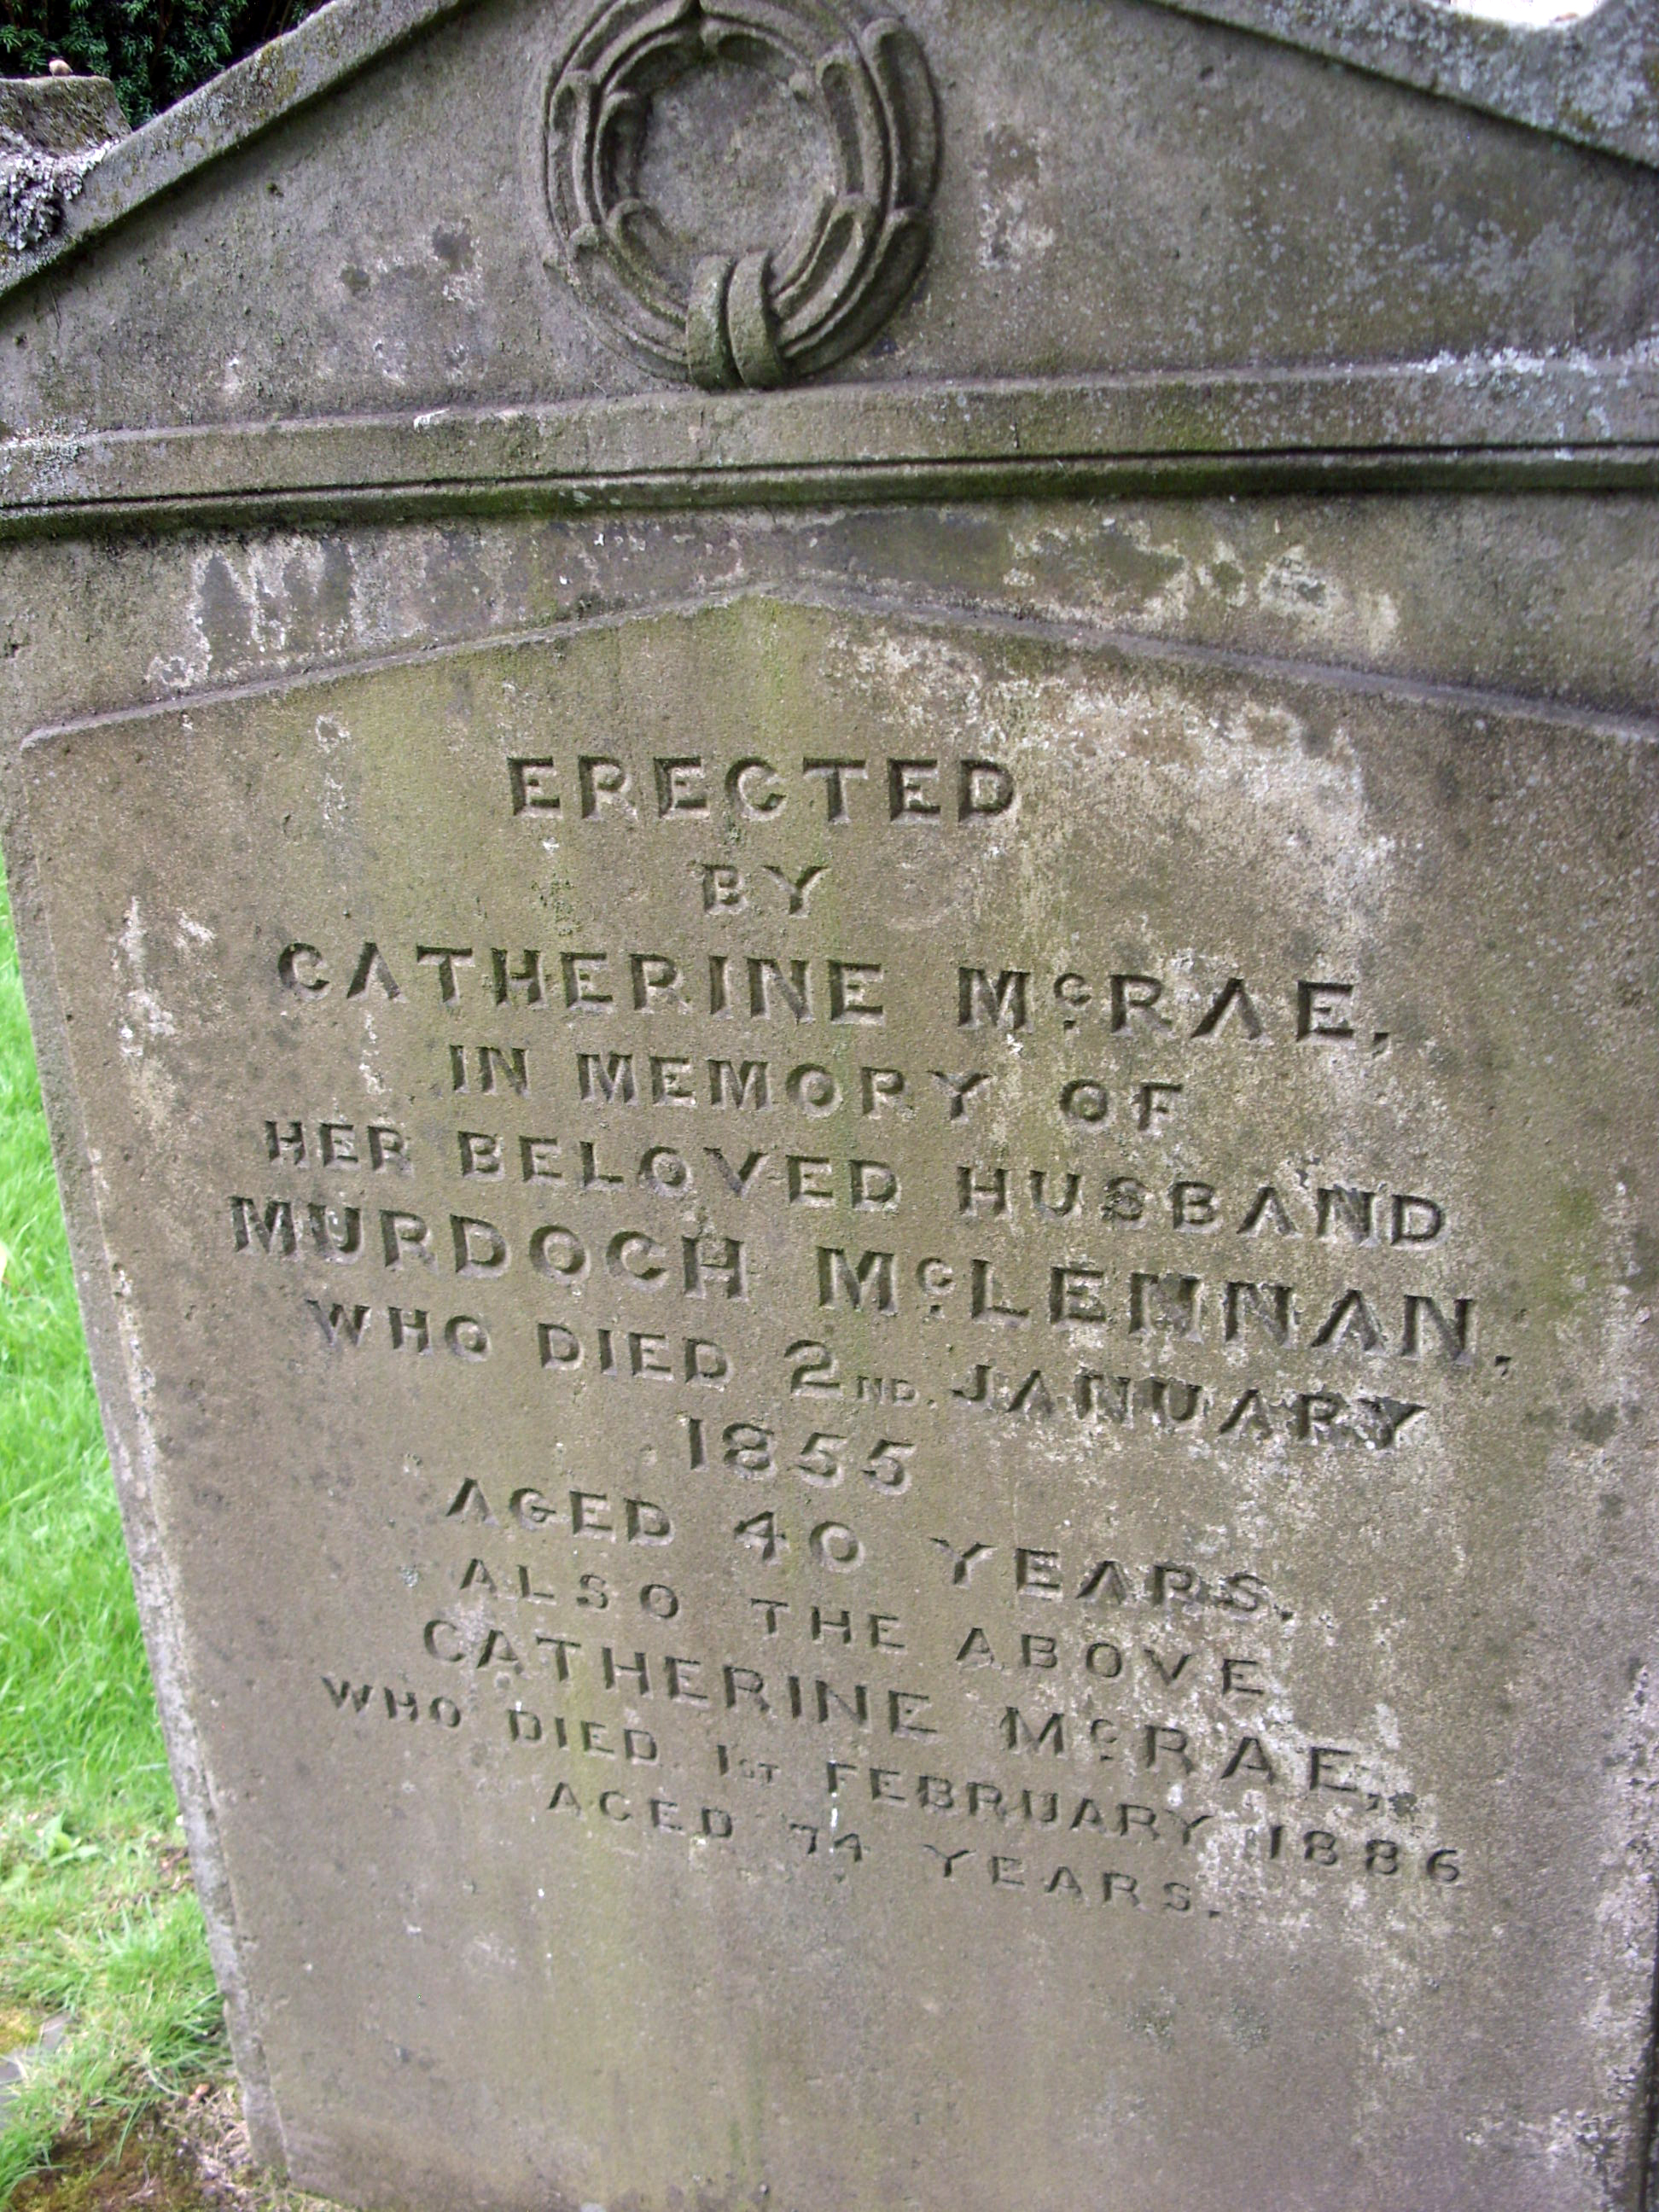 ERECTED
BY
CATHERINE McRAE,
IN MEMORY OF
HER BELOVED HUSBAND
MURDOCH McLENNAN,
WHO DIED 2ND. JANUARY
1855
AGED 40 YEARS.
ALSO THE ABOVE
CATHERINE McRAE,
WHO DIED 1ST FEBRUARY 1886
AGED 74 YEARS.